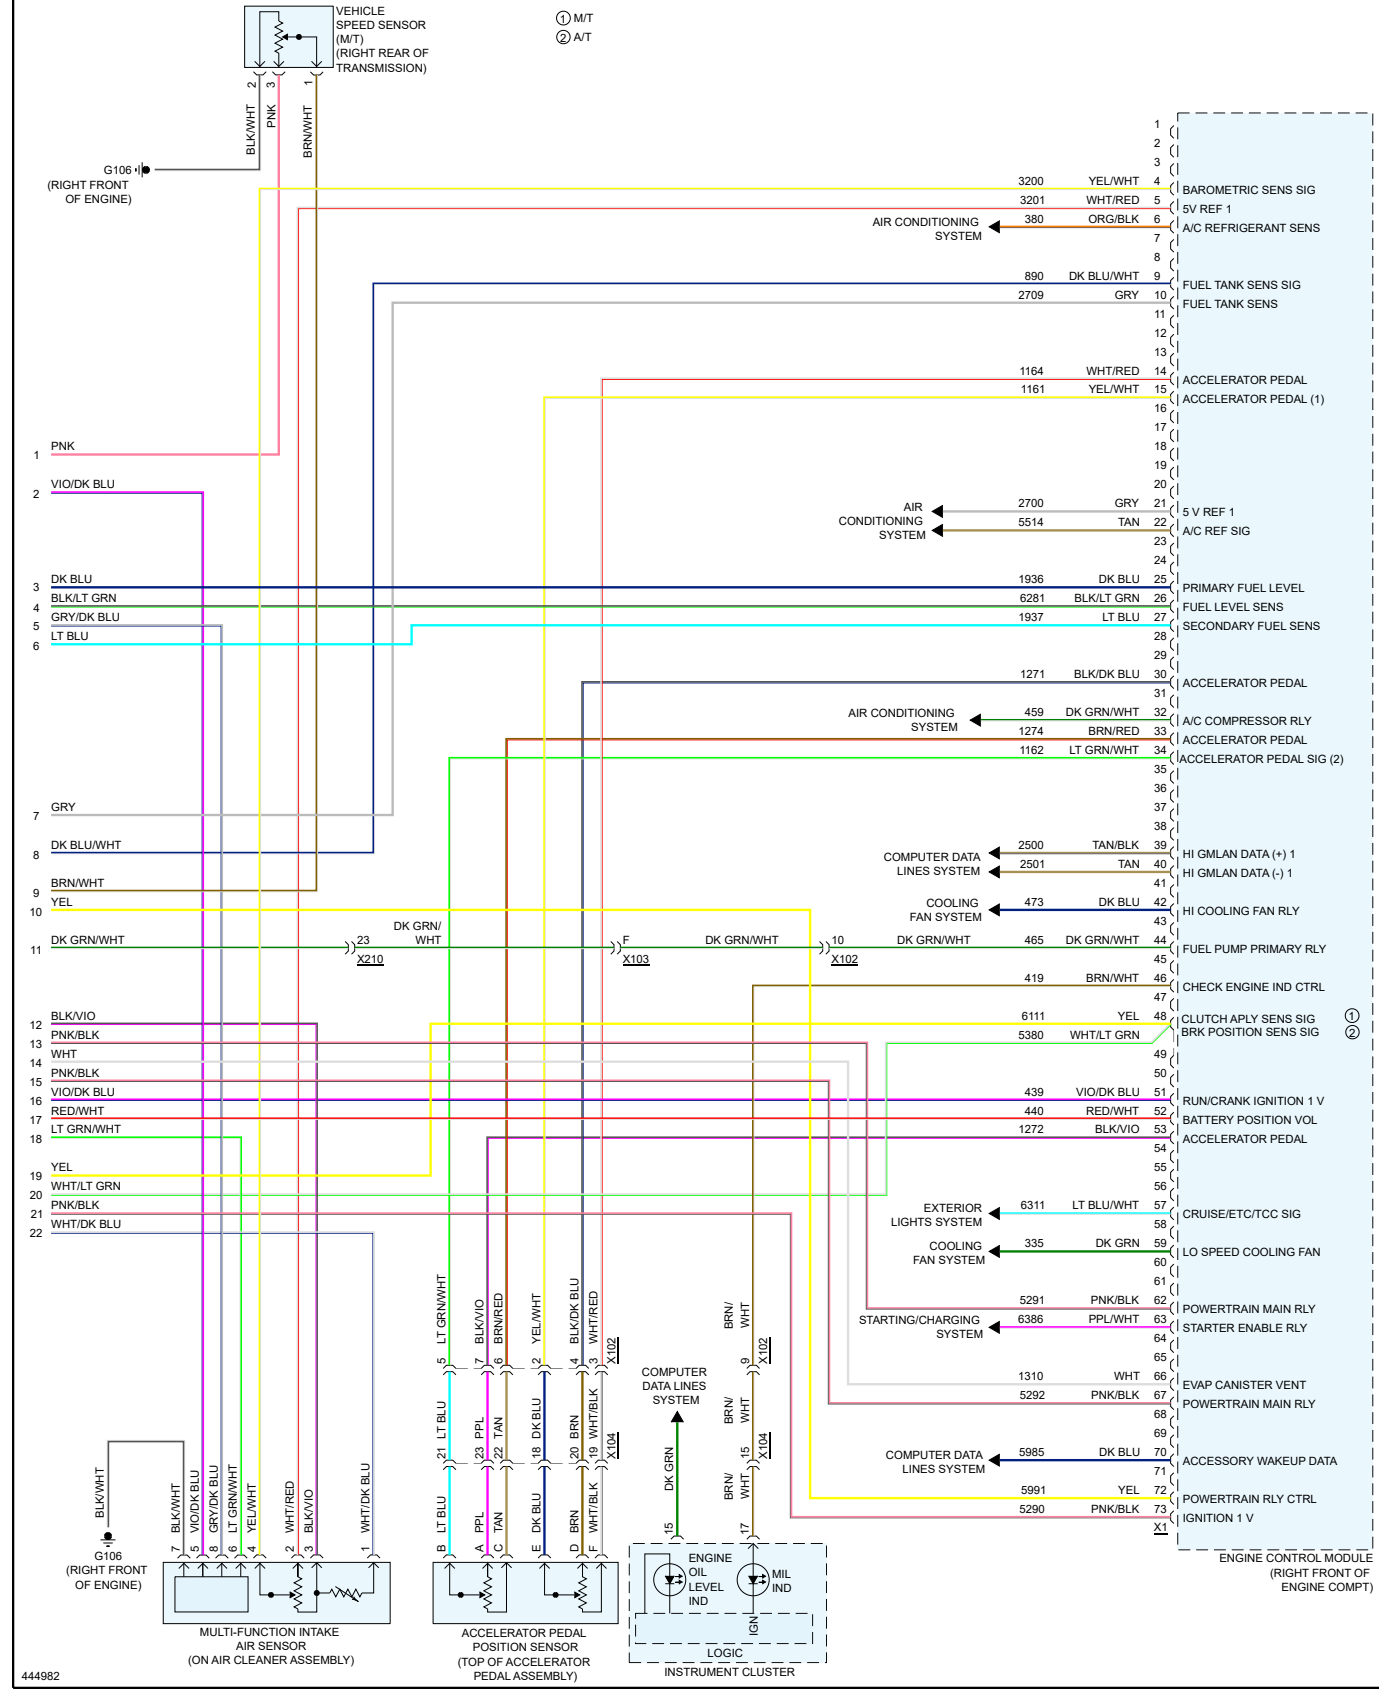 VEHICLE
SPEED SENSOR
(M/T)
(RIGHT REAR OF
TRANSMISSION)
① M/T
② A/T
2 3 1
BLK/WHT PNK BRN/WHT
G106
(RIGHT FRONT
OF ENGINE)
1
2
3
3200 YEL/WHT 4 BAROMETRIC SENS SIG
3201 WHT/RED 5 5V REF 1
AIR CONDITIONING
SYSTEM
380 ORG/BLK 6 A/C REFRIGERANT SENS
7
8
890 DK BLU/WHT 9 FUEL TANK SENS SIG
2709 GRY 10 FUEL TANK SENS
11
12
13
1164 WHT/RED 14 ACCELERATOR PEDAL
1161 YEL/WHT 15 ACCELERATOR PEDAL (1)
16
17
18
19
20
1 PNK
2 VIO/DK BLU
AIR
CONDITIONING
SYSTEM
2700 GRY 21 5 V REF 1
5514 TAN 22 A/C REF SIG
23
24
3 DK BLU 1936 DK BLU 25 PRIMARY FUEL LEVEL
4 BLK/LT GRN 6281 BLK/LT GRN 26 FUEL LEVEL SENS
5 GRY/DK BLU
1937 LT BLU 27 SECONDARY FUEL SENS
6 LT BLU
28
29
1271 BLK/DK BLU 30 ACCELERATOR PEDAL
31
AIR CONDITIONING
SYSTEM
459 DK GRN/WHT 32 A/C COMPRESSOR RLY
1274 BRN/RED 33 ACCELERATOR PEDAL
1162 LT GRN/WHT 34 ACCELERATOR PEDAL SIG (2)
35
36
37
38
7 GRY
8 DK BLU/WHT
COMPUTER DATA
LINES SYSTEM
2500 TAN/BLK 39 HI GMLAN DATA (+) 1
2501 TAN 40 HI GMLAN DATA (-) 1
41
9 BRN/WHT
10 YEL
COOLING
FAN SYSTEM
473 DK BLU 42 HI COOLING FAN RLY
43
11 DK GRN/WHT 23 X210 DK GRN/
WHT F X103 DK GRN/WHT 10 X102 DK GRN/WHT 465 DK GRN/WHT 44 FUEL PUMP PRIMARY RLY
45
419 BRN/WHT 46 CHECK ENGINE IND CTRL
47
12 BLK/VIO
6111 YEL 48 CLUTCH APLY SENS SIG ①
13 PNK/BLK
5380 WHT/LT GRN BRK POSITION SENS SIG ②
14 WHT
49
15 PNK/BLK
50
16 VIO/DK BLU 439 VIO/DK BLU 51 RUN/CRANK IGNITION 1 V
17 RED/WHT 440 RED/WHT 52 BATTERY POSITION VOL
18 LT GRN/WHT
1272 BLK/VIO 53 ACCELERATOR PEDAL
54
19 YEL
55
20 WHT/LT GRN
56
21 PNK/BLK
EXTERIOR
LIGHTS SYSTEM
6311 LT BLU/WHT 57 CRUISE/ETC/TCC SIG
22 WHT/DK BLU
58
COOLING
FAN SYSTEM
335 DK GRN 59 LO SPEED COOLING FAN
60
61
5291 PNK/BLK 62 POWERTRAIN MAIN RLY
STARTING/CHARGING
SYSTEM
6386 PPL/WHT 63 STARTER ENABLE RLY
64
65
1310 WHT 66 EVAP CANISTER VENT
5292 PNK/BLK 67 POWERTRAIN MAIN RLY
68
69
COMPUTER DATA
LINES SYSTEM
5985 DK BLU 70 ACCESSORY WAKEUP DATA
71
5991 YEL 72 POWERTRAIN RLY CTRL
5290 PNK/BLK 73 IGNITION 1 V
X1
ENGINE CONTROL MODULE
(RIGHT FRONT OF
ENGINE COMPT)
LT GRN/WHT BLK/VIO BRN/RED YEL/WHT BLK/DK BLU WHT/RED
5 7 6 2 4 3 X102
LT BLU PPL TAN DK BLU BRN WHT/BLK
21 23 22 18 20 19 X104
LT BLU PPL TAN DK BLU BRN WHT/BLK
B A C E D F
ACCELERATOR PEDAL
POSITION SENSOR
(TOP OF ACCELERATOR
PEDAL ASSEMBLY)
BRN/
WHT
9 X102
BRN/
WHT
15 X104
BRN/
WHT
17
COMPUTER
DATA LINES
SYSTEM
DK GRN
15
ENGINE
OIL
LEVEL
IND
MIL
IND
IGN
LOGIC
INSTRUMENT CLUSTER
BLK/WHT
G106
(RIGHT FRONT
OF ENGINE)
BLK/WHT VIO/DK BLU GRY/DK BLU LT GRN/WHT YEL/WHT WHT/RED BLK/VIO WHT/DK BLU
7 5 8 6 4 2 3 1
MULTI-FUNCTION INTAKE
AIR SENSOR
(ON AIR CLEANER ASSEMBLY)
444982